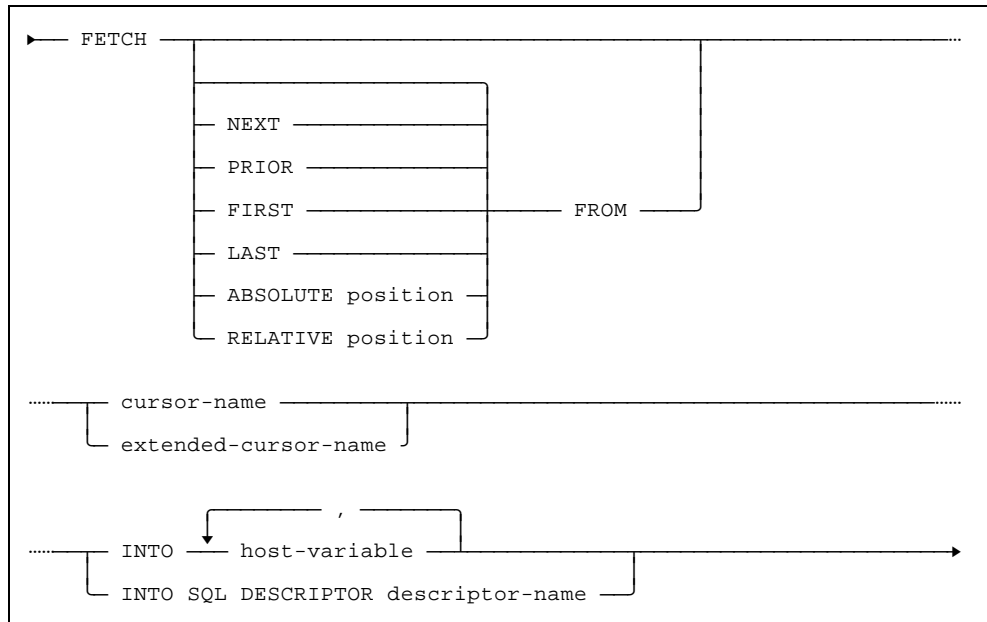 FETCH
NEXT
PRIOR
FIRST FROM
LAST
ABSOLUTE position
RELATIVE position
cursor-name
extended-cursor-name
,
INTO host-variable
INTO SQL DESCRIPTOR descriptor-name